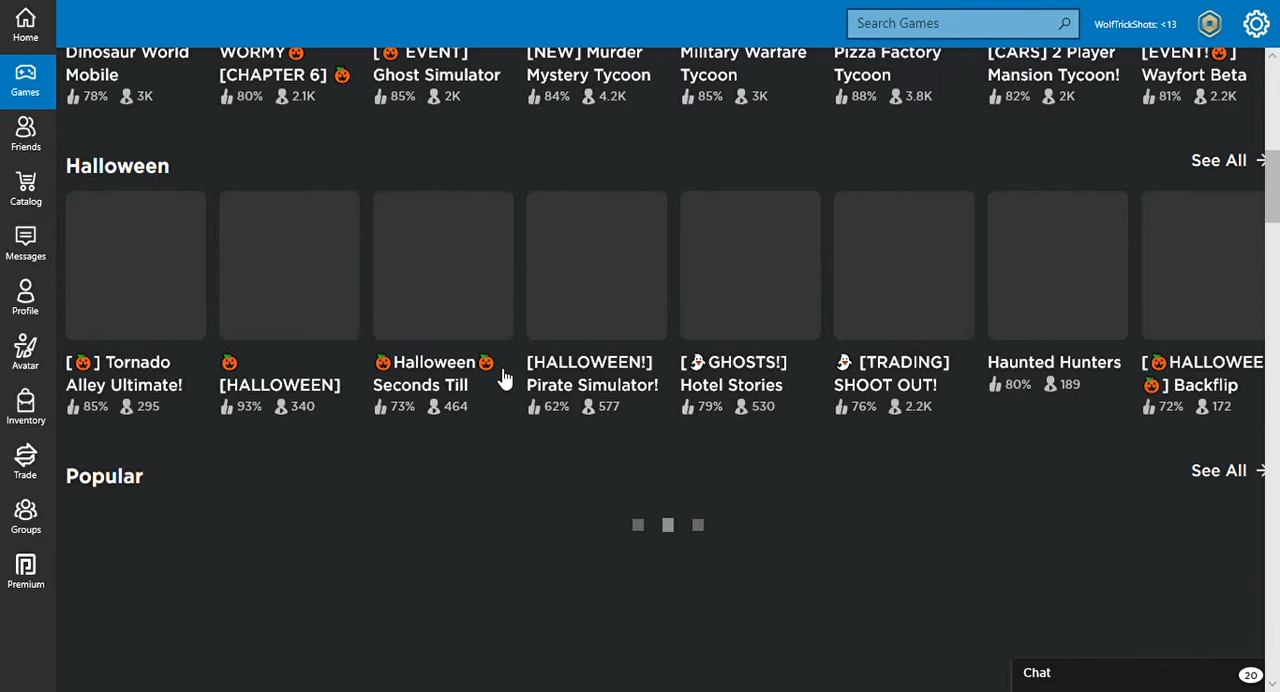 Home
Search Games
WolfTrickShots: <13
Games
Friends
Catalog
Messages
Profile
Avatar
Inventory
Trade
Groups
Premium
Dinosaur World
Mobile
78% 3K
WORMY🎃
[CHAPTER 6] 🎃
80% 2.1K
[🎃 EVENT]
Ghost Simulator
85% 2K
[NEW] Murder
Mystery Tycoon
84% 4.2K
Military Warfare
Tycoon
85% 3K
Pizza Factory
Tycoon
88% 3.8K
[CARS] 2 Player
Mansion Tycoon!
82% 2K
[EVENT!🎃]
Wayfort Beta
81% 2.2K
Halloween
See All →
[🎃] Tornado
Alley Ultimate!
85% 295
🎃
[HALLOWEEN]
93% 340
🎃Halloween🎃
Seconds Till
73% 464
[HALLOWEEN!]
Pirate Simulator!
62% 577
[👻GHOSTS!]
Hotel Stories
79% 530
👻 [TRADING]
SHOOT OUT!
76% 2.2K
Haunted Hunters
80% 189
[🎃HALLOWEE
🎃] Backflip
72% 172
Popular
See All →
Chat
20